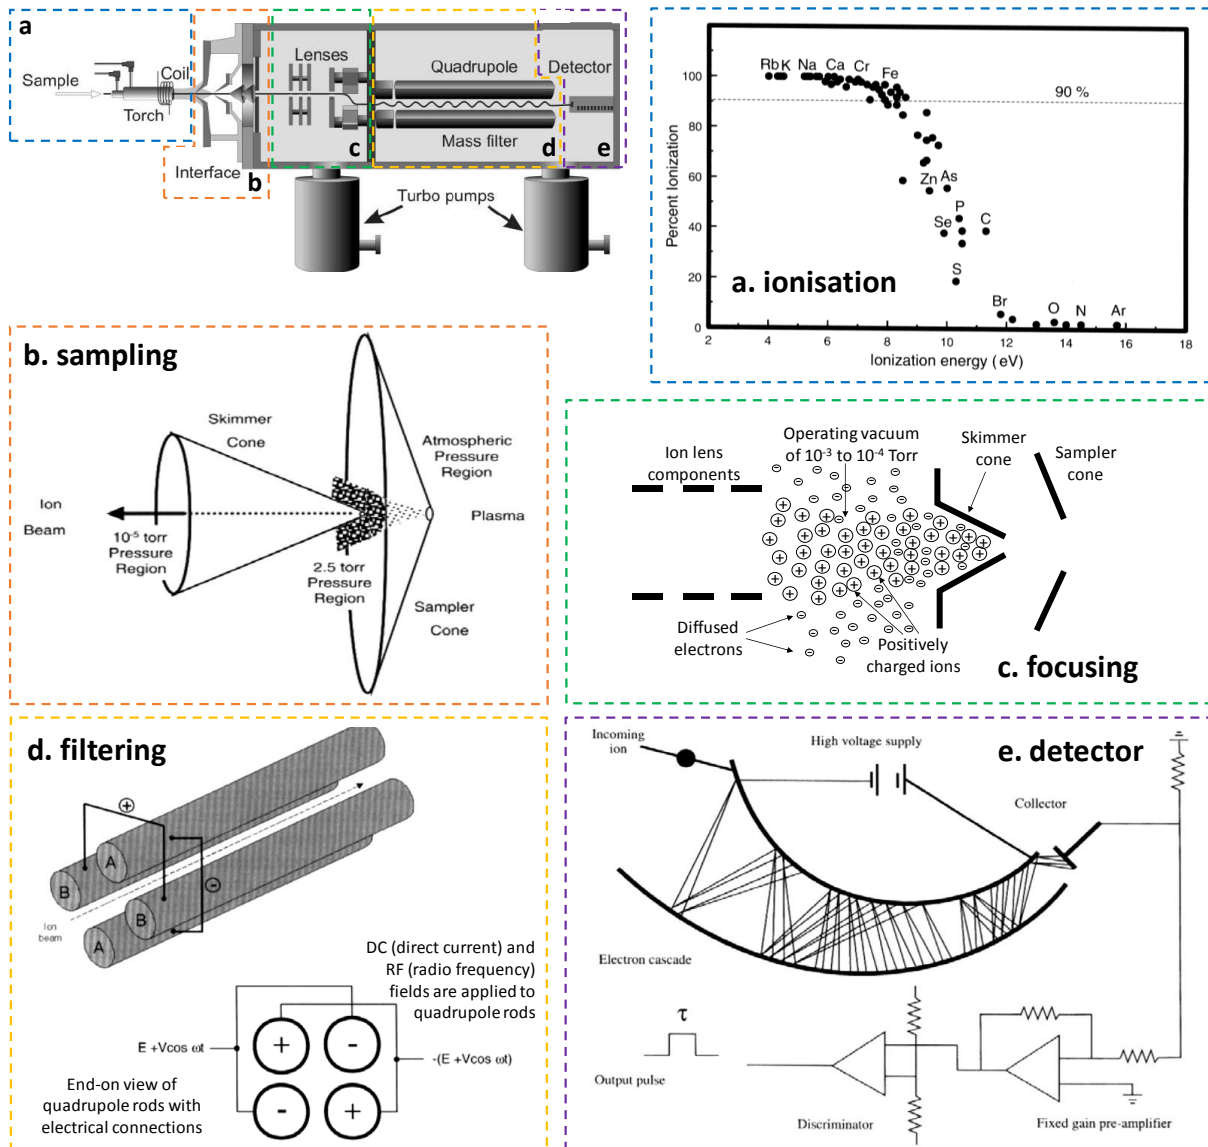 a
Sample
Coil
Torch
Interface
b
Lenses
c
Quadrupole
Mass filter
d
Detector
e
Turbo pumps
Percent Ionization
100
80
60
40
20
0
Rb K Na Ca Cr Fe
90 %
Zn As
P
Se C
S
Br O N Ar
a. ionisation
2 4 6 8 10 12 14 16 18
Ionization energy (eV)
b. sampling
Skimmer
Cone
Atmospheric
Pressure
Region
Ion
Beam
Plasma
10⁻⁵ torr
Pressure
Region
2.5 torr
Pressure
Region
Sampler
Cone
Ion lens
components
Operating vacuum
of 10⁻³ to 10⁻⁴ Torr
Skimmer
cone
Sampler
cone
Diffused
electrons
Positively
charged ions
c. focusing
d. filtering
A
B
B
A
+
-
Ion
beam
DC (direct current) and
RF (radio frequency)
fields are applied to
quadrupole rods
E +Vcos ωt
+ -
- +
-(E +Vcos ωt)
End-on view of
quadrupole rods with
electrical connections
e. detector
Incoming
ion
High voltage supply
Collector
Electron cascade
τ
Output pulse
Discriminator
Fixed gain pre-amplifier